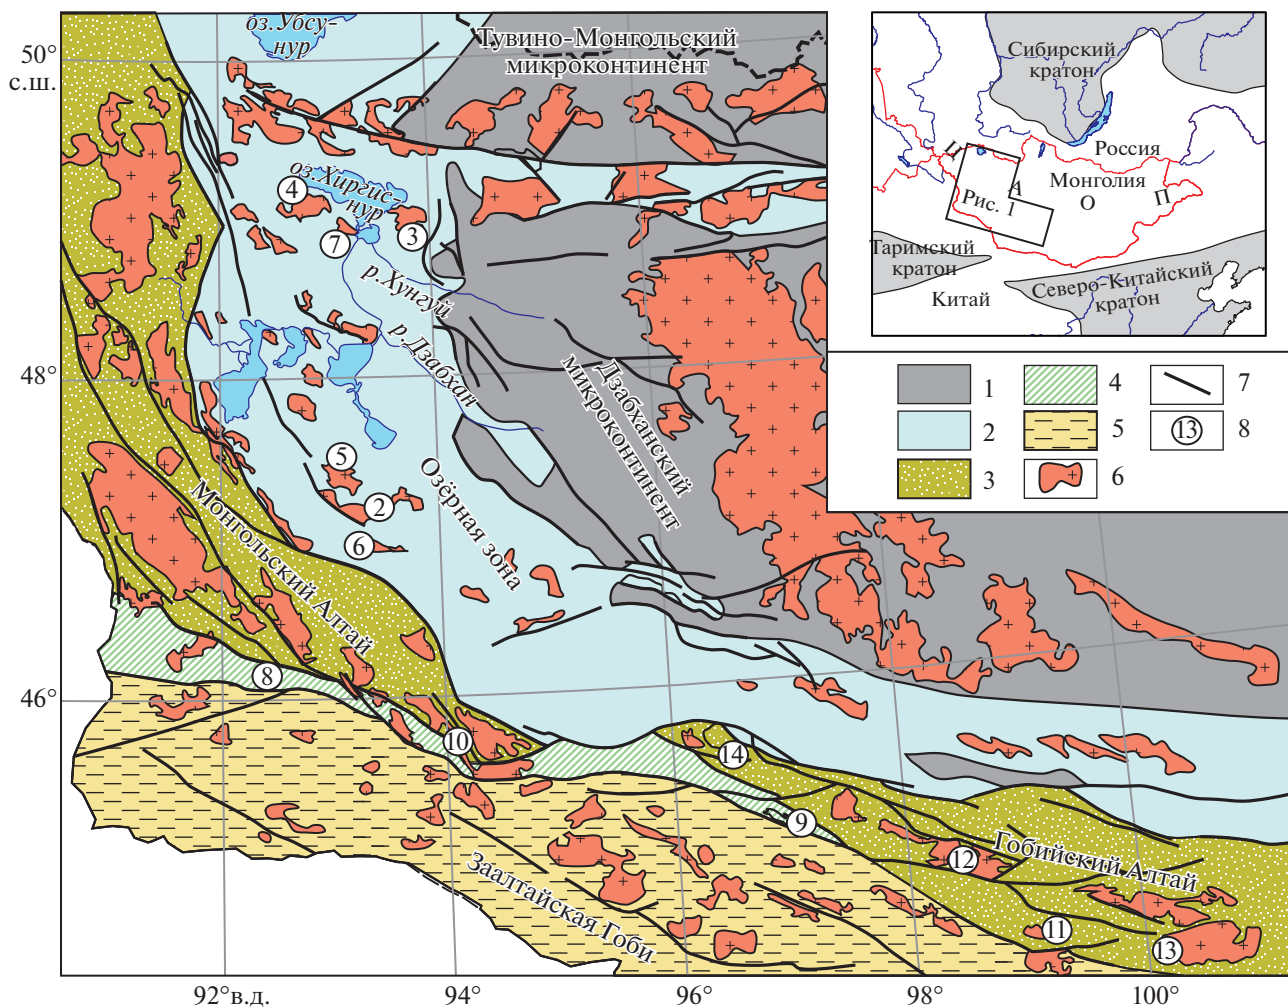 50°
с.ш.
48°
46°
92°в.д.
94°
96°
98°
100°
оз.Убсу-
нур
Тувино-Монгольский
микроконтинент
оз.Хиргис-
нур
4
7
3
р.Хунгуй
р.Дзабхан
Дзабханский
микроконтинент
Озёрная зона
5
2
6
Монгольский Алтай
8
10
14
9
12
11
13
Гобийский Алтай
Заалтайская Гоби
Сибирский
кратон
Россия
Монголия
Ц
А
О
П
Рис. 1
Таримский
кратон
Китай
Северо-Китайский
кратон
1
2
3
4
5
6
7
13
8